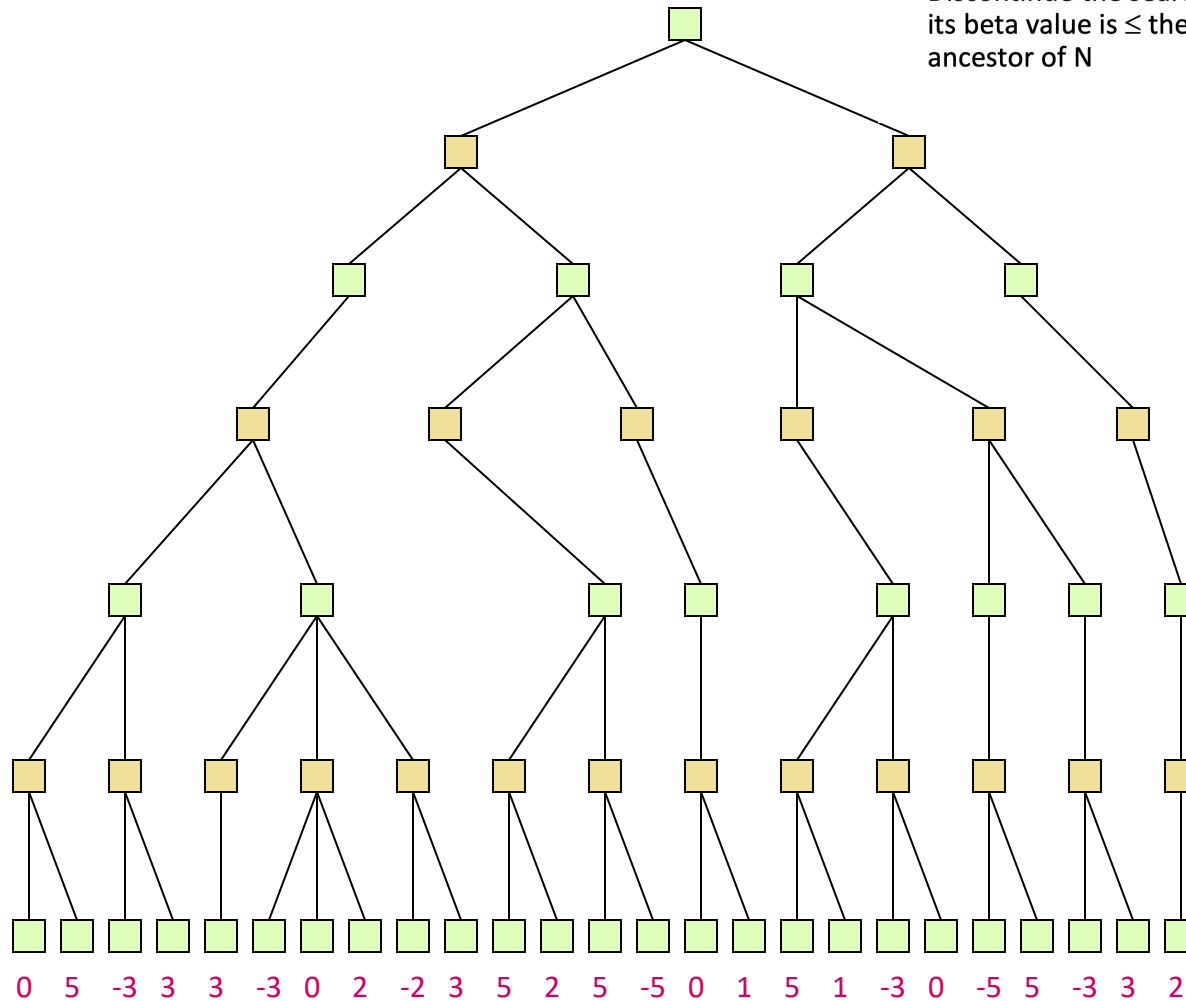 its beta value is ≤ the
ancestor of N
0 5 -3 3 3 -3 0 2 -2 3 5 2 5 -5 0 1 5 1 -3 0 -5 5 -3 3 2